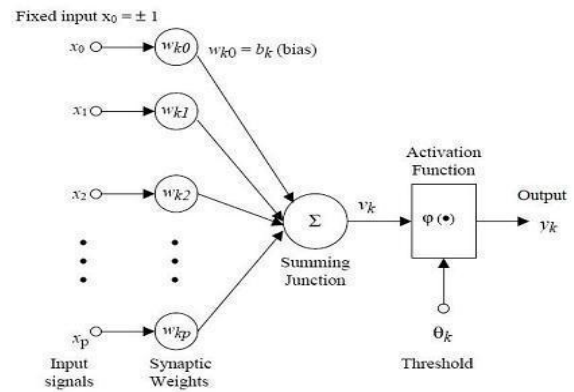 Fixed input x₀ = ± 1
x₀
wk0
wk0 = bk (bias)
x₁
wk1
x₂
wk2
xp
wkp
Input
signals
Synaptic
Weights
Σ
Summing
Junction
vk
Activation
Function
φ(•)
Output
yk
θk
Threshold